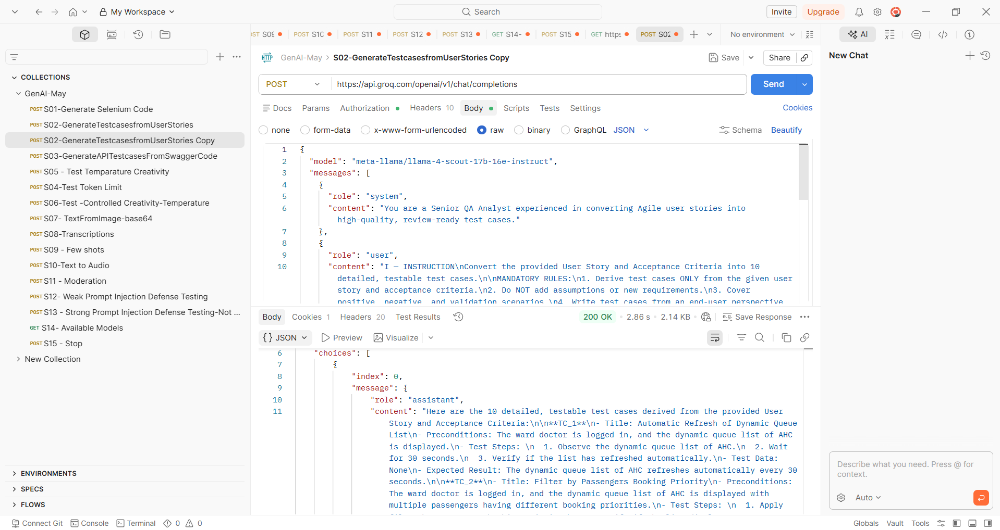 My Workspace
Search
Invite
Upgrade
POST S10
POST S11
POST S12
POST S13
GET S14-
POST S15
GET https
POST S02
No environment
AI
COLLECTIONS
GenAI-May
POST S01-Generate Selenium Code
POST S02-GenerateTestcasesfromUserStories
POST S02-GenerateTestcasesfromUserStories Copy
POST S03-GenerateAPITestcasesFromSwaggerCode
POST S05 - Test Temparature Creativity
POST S04-Test Token Limit
POST S06-Test -Controlled Creativity-Temperature
POST S07- TextFromImage-base64
POST S08-Transcriptions
POST S09 - Few shots
POST S10-Text to Audio
POST S11 - Moderation
POST S12- Weak Prompt Injection Defense Testing
POST S13 - Strong Prompt Injection Defense Testing-Not ...
GET S14- Available Models
POST S15 - Stop
New Collection
ENVIRONMENTS
SPECS
FLOWS
HTTP GenAI-May > S02-GenerateTestcasesfromUserStories Copy
Save
Share
POST
https://api.groq.com/openai/v1/chat/completions
Send
Docs Params Authorization Headers 10 Body Scripts Tests Settings
Cookies
none form-data x-www-form-urlencoded raw binary GraphQL JSON
Schema Beautify
1 {
2 "model": "meta-llama/llama-4-scout-17b-16e-instruct",
3 "messages": [
4 {
5 "role": "system",
6 "content": "You are a Senior QA Analyst experienced in converting Agile user stories into
high-quality, review-ready test cases."
7 },
8 {
9 "role": "user",
10 "content": "I — INSTRUCTION\nConvert the provided User Story and Acceptance Criteria into 10
detailed, testable test cases.\n\nMANDATORY RULES:\n1. Derive test cases ONLY from the given user
story and acceptance criteria.\n2. Do NOT add assumptions or new requirements.\n3. Cover
positive, negative, and validation scenarios.\n4. Write test cases from an end-user perspective
Body Cookies 1 Headers 20 Test Results
200 OK 2.86 s 2.14 KB
e.g. Save Response
{} JSON Preview Visualize
6 "choices": [
7 {
8 "index": 0,
9 "message": {
10 "role": "assistant",
11 "content": "Here are the 10 detailed, testable test cases derived from the provided User
Story and Acceptance Criteria:\n\n**TC_1**\n- Title: Automatic Refresh of Dynamic Queue
List\n- Preconditions: The ward doctor is logged in, and the dynamic queue list of AHC
is displayed.\n- Test Steps: \n  1. Observe the dynamic queue list of AHC.\n  2. Wait
for 30 seconds.\n  3. Verify if the list has refreshed automatically.\n- Test Data:
None\n- Expected Result: The dynamic queue list of AHC refreshes automatically every 30
seconds.\n\n**TC_2**\n- Title: Filter by Passengers Booking Priority\n- Preconditions:
The ward doctor is logged in, and the dynamic queue list of AHC is displayed with
multiple passengers having different booking priorities.\n- Test Steps: \n  1. Apply
New Chat
Describe what you need. Press @ for
context.
Auto
Connect Git Console Terminal 0 0
Globals Vault Tools